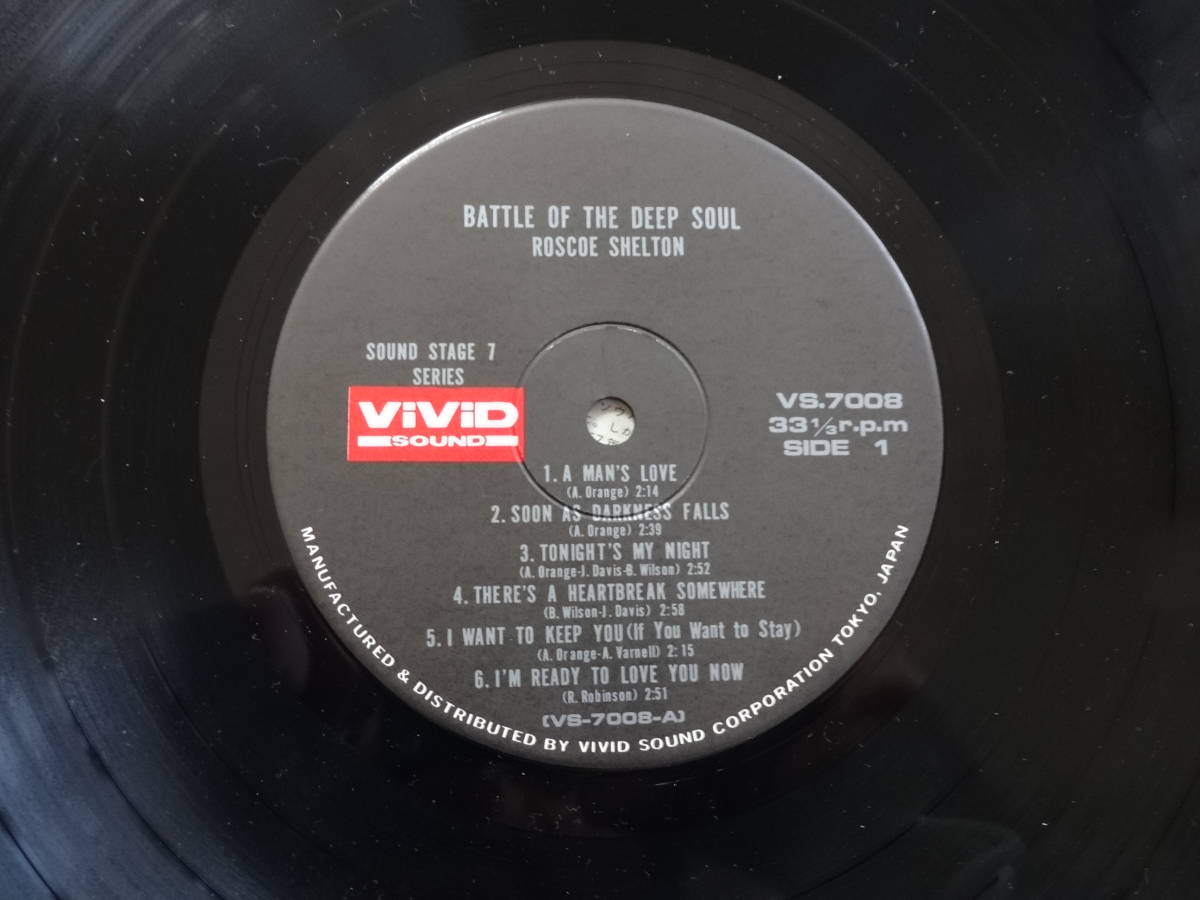 BATTLE OF THE DEEP SOUL
ROSCOE SHELTON
SOUND STAGE 7
SERIES
ViViD
SOUND
VS.7008
33 1/3 r.p.m
SIDE 1
1. A MAN'S LOVE
(A. Orange) 2:14
2. SOON AS DARKNESS FALLS
(A. Orange) 2:39
3. TONIGHT'S MY NIGHT
(A. Orange-J. Davis-B. Wilson) 2:52
4. THERE'S A HEARTBREAK SOMEWHERE
(B. Wilson-J. Davis) 2:58
5. I WANT TO KEEP YOU (If You Want to Stay)
(A. Orange-A. Varnell) 2:15
6. I'M READY TO LOVE YOU NOW
(R. Robinson) 2:51
(VS-7008-A)
MANUFACTURED & DISTRIBUTED BY VIVID SOUND CORPORATION TOKYO, JAPAN